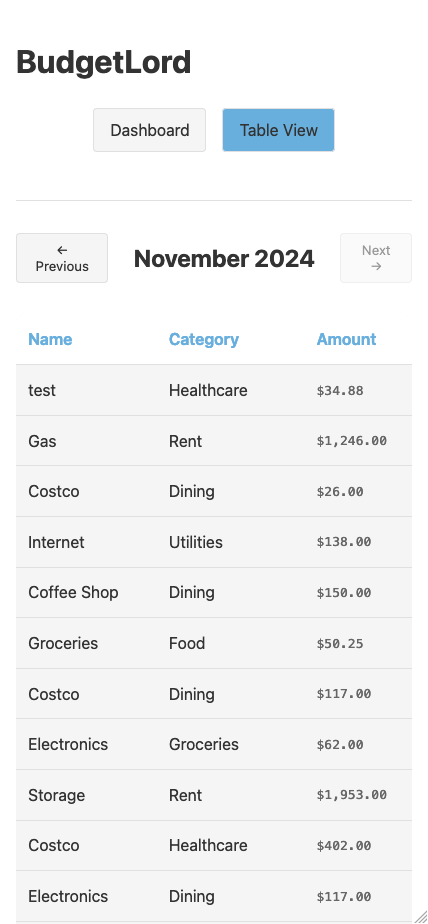 BudgetLord
Dashboard Table View
←
Previous
November 2024
Next
→
Name Category Amount
test Healthcare $34.88
Gas Rent $1,246.00
Costco Dining $26.00
Internet Utilities $138.00
Coffee Shop Dining $150.00
Groceries Food $50.25
Costco Dining $117.00
Electronics Groceries $62.00
Storage Rent $1,953.00
Costco Healthcare $402.00
Electronics Dining $117.00